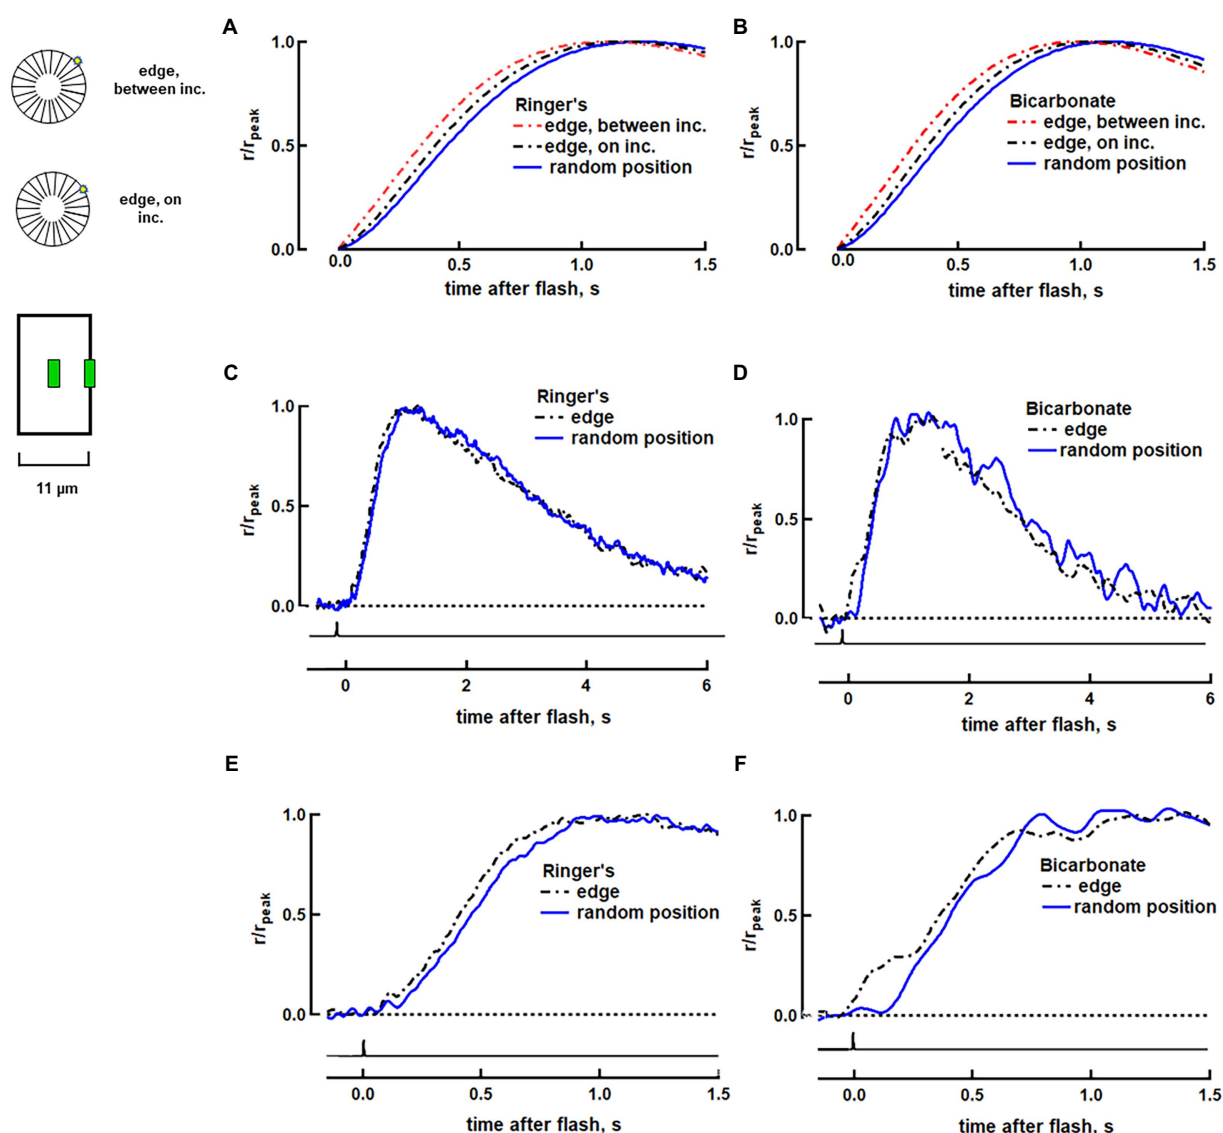 edge,
between inc.
edge, on
inc.
11 µm
A
1.0
0.5
0.0
r/rpeak
Ringer's
edge, between inc.
edge, on inc.
random position
0.0 0.5 1.0 1.5
time after flash, s
B
1.0
0.5
0.0
r/rpeak
Bicarbonate
edge, between inc.
edge, on inc.
random position
0.0 0.5 1.0 1.5
time after flash, s
C
1.0
0.5
0.0
r/rpeak
Ringer's
edge
random position
0 2 4 6
time after flash, s
D
1.0
0.5
0.0
r/rpeak
Bicarbonate
edge
random position
0 2 4 6
time after flash, s
E
1.0
0.5
0.0
r/rpeak
Ringer's
edge
random position
0.0 0.5 1.0 1.5
time after flash, s
F
1.0
0.5
0.0
r/rpeak
Bicarbonate
edge
random position
0.0 0.5 1.0 1.5
time after flash, s